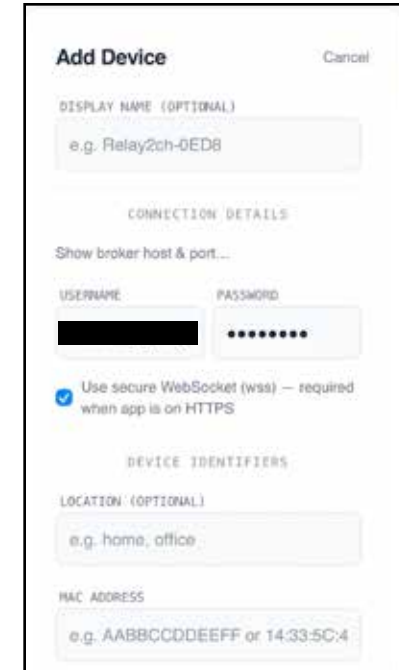 Add Device
Cancel
DISPLAY NAME (OPTIONAL)
e.g. Relay2ch-0ED8
CONNECTION DETAILS
Show broker host & port...
USERNAME
PASSWORD
●●●●●●●●
Use secure WebSocket (wss) — required
when app is on HTTPS
DEVICE IDENTIFIERS
LOCATION (OPTIONAL)
e.g. home, office
MAC ADDRESS
e.g. AABBCCDDEEFF or 14:33:5C:4